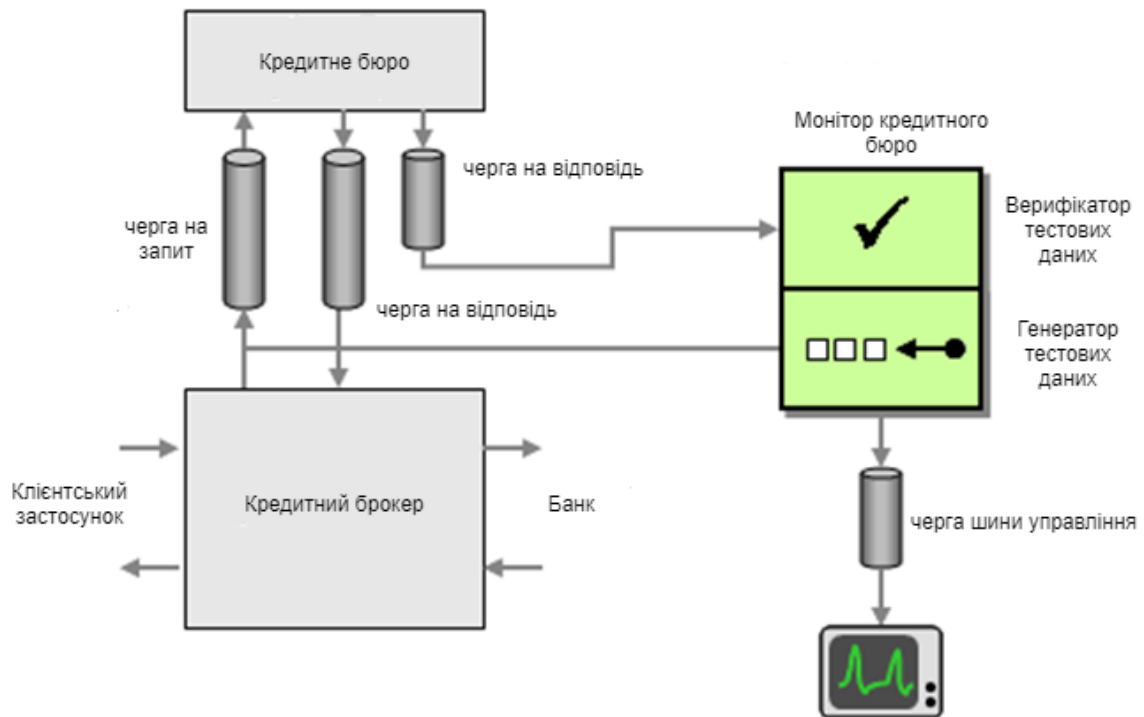 Кредитне бюро
Монітор кредитного
бюро
черга на відповідь
Верифікатор
тестових
даних
черга на
запит
черга на відповідь
Генератор
тестових
даних
Клієнтський
застосунок
Кредитний брокер
Банк
черга шини управління